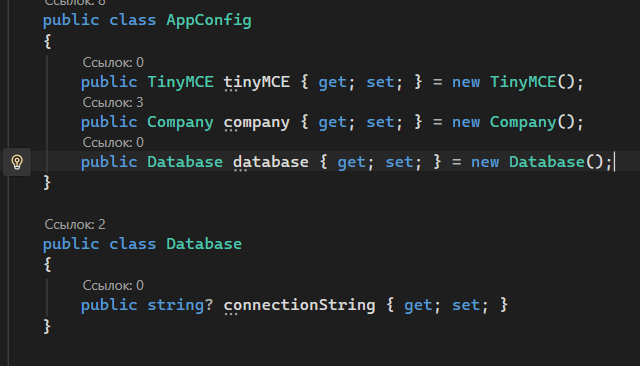 Ссылок: 8
public class AppConfig
{
Ссылок: 0
public TinyMCE tinyMCE { get; set; } = new TinyMCE();
Ссылок: 3
public Company company { get; set; } = new Company();
Ссылок: 0
public Database database { get; set; } = new Database();
}
Ссылок: 2
public class Database
{
Ссылок: 0
public string? connectionString { get; set; }
}